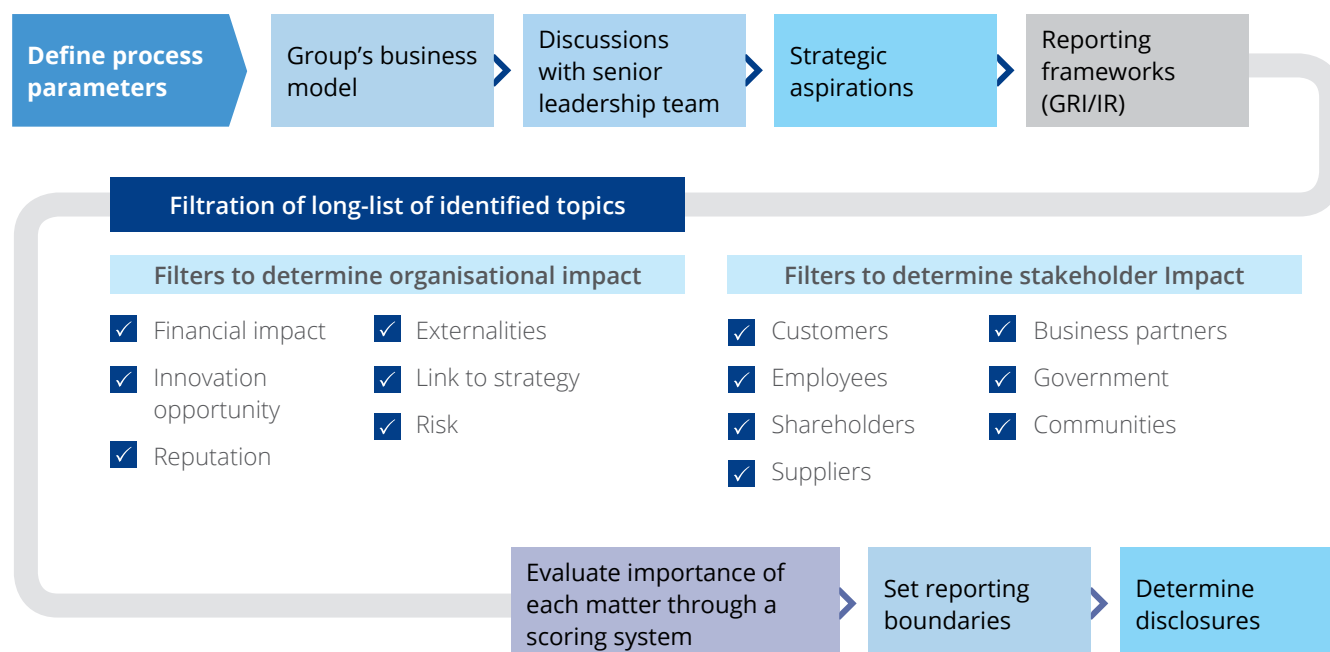 Define process
parameters
Group's business
model
Discussions
with senior
leadership team
Strategic
aspirations
Reporting
frameworks
(GRI/IR)
Filtration of long-list of identified topics
Filters to determine organisational impact
Financial impact
Innovation
opportunity
Reputation
Externalities
Link to strategy
Risk
Filters to determine stakeholder Impact
Customers
Employees
Shareholders
Suppliers
Business partners
Government
Communities
Evaluate importance of
each matter through a
scoring system
Set reporting
boundaries
Determine
disclosures